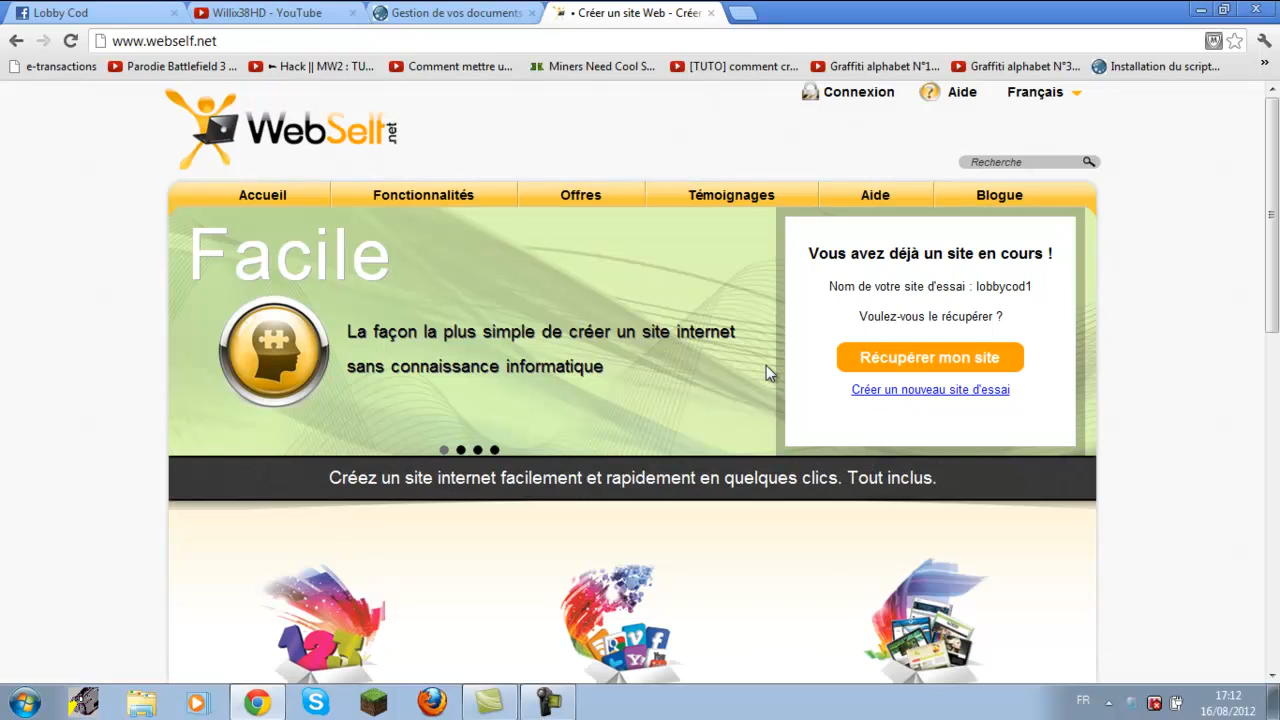 Lobby Cod
Willix38HD - YouTube
Gestion de vos documents
• Créer un site Web - Créer
www.webself.net
e-transactions
Parodie Battlefield 3 ...
Hack || MW2 : TU...
Comment mettre u...
Miners Need Cool S...
[TUTO] comment cr...
Graffiti alphabet N°1...
Graffiti alphabet N°3...
Installation du script...
»
Connexion
Aide
Français
WebSelf.net
Recherche
Accueil
Fonctionnalités
Offres
Témoignages
Aide
Blogue
Facile
La façon la plus simple de créer un site internet
sans connaissance informatique
Vous avez déjà un site en cours !
Nom de votre site d'essai : lobbycod1
Voulez-vous le récupérer ?
Récupérer mon site
Créer un nouveau site d'essai
Créez un site internet facilement et rapidement en quelques clics. Tout inclus.
123
FR
17:12
16/08/2012